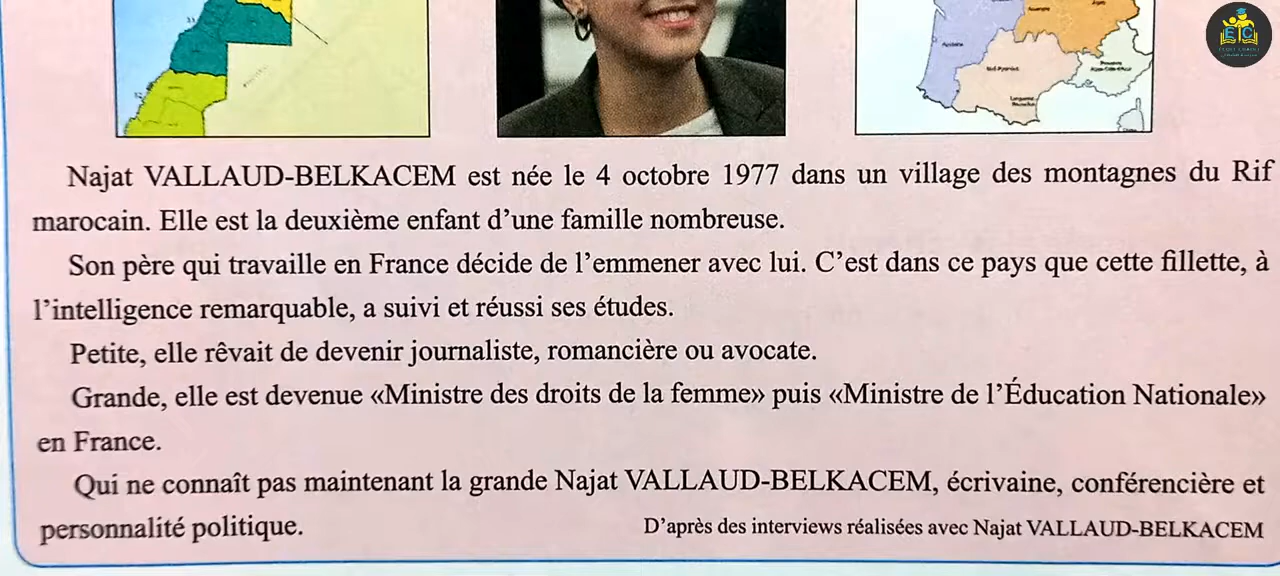 Najat VALLAUD-BELKACEM est née le 4 octobre 1977 dans un village des montagnes du Rif
marocain. Elle est la deuxième enfant d'une famille nombreuse.
Son père qui travaille en France décide de l'emmener avec lui. C'est dans ce pays que cette fillette, à
l'intelligence remarquable, a suivi et réussi ses études.
Petite, elle rêvait de devenir journaliste, romancière ou avocate.
Grande, elle est devenue «Ministre des droits de la femme» puis «Ministre de l'Éducation Nationale»
en France.
Qui ne connaît pas maintenant la grande Najat VALLAUD-BELKACEM, écrivaine, conférencière et
personnalité politique.
D'après des interviews réalisées avec Najat VALLAUD-BELKACEM